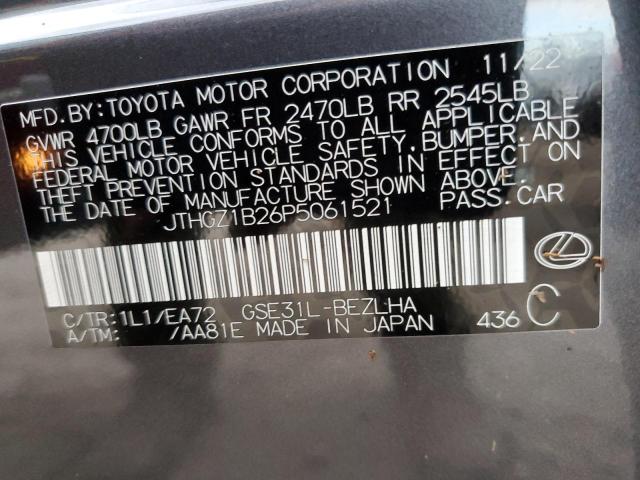 MFD.BY:TOYOTA MOTOR CORPORATION 11/22
GVWR 4700LB GAWR FR 2470LB RR 2545LB
THIS VEHICLE CONFORMS TO ALL APPLICABLE
FEDERAL MOTOR VEHICLE SAFETY,BUMPER,AND
THEFT PREVENTION STANDARDS IN EFFECT ON
THE DATE OF MANUFACTURE SHOWN ABOVE.
JTHGZ1B26P5061521 PASS.CAR
C/TR:1L1/EA72 GSE31L-BEZLHA
A/TM: /AA81E MADE IN JAPAN 436 C